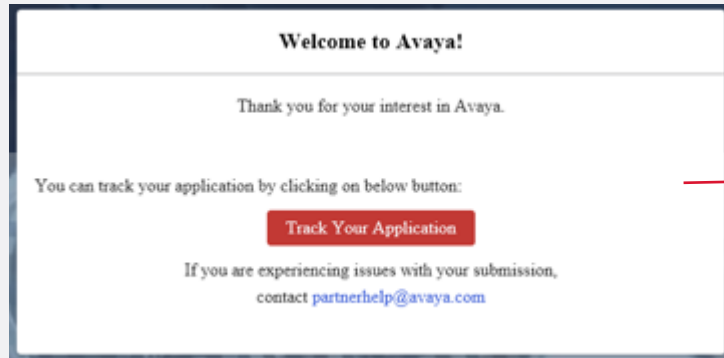 Welcome to Avaya!
Thank you for your interest in Avaya.
You can track your application by clicking on below button:
Track Your Application
If you are experiencing issues with your submission,
contact partnerhelp@avaya.com